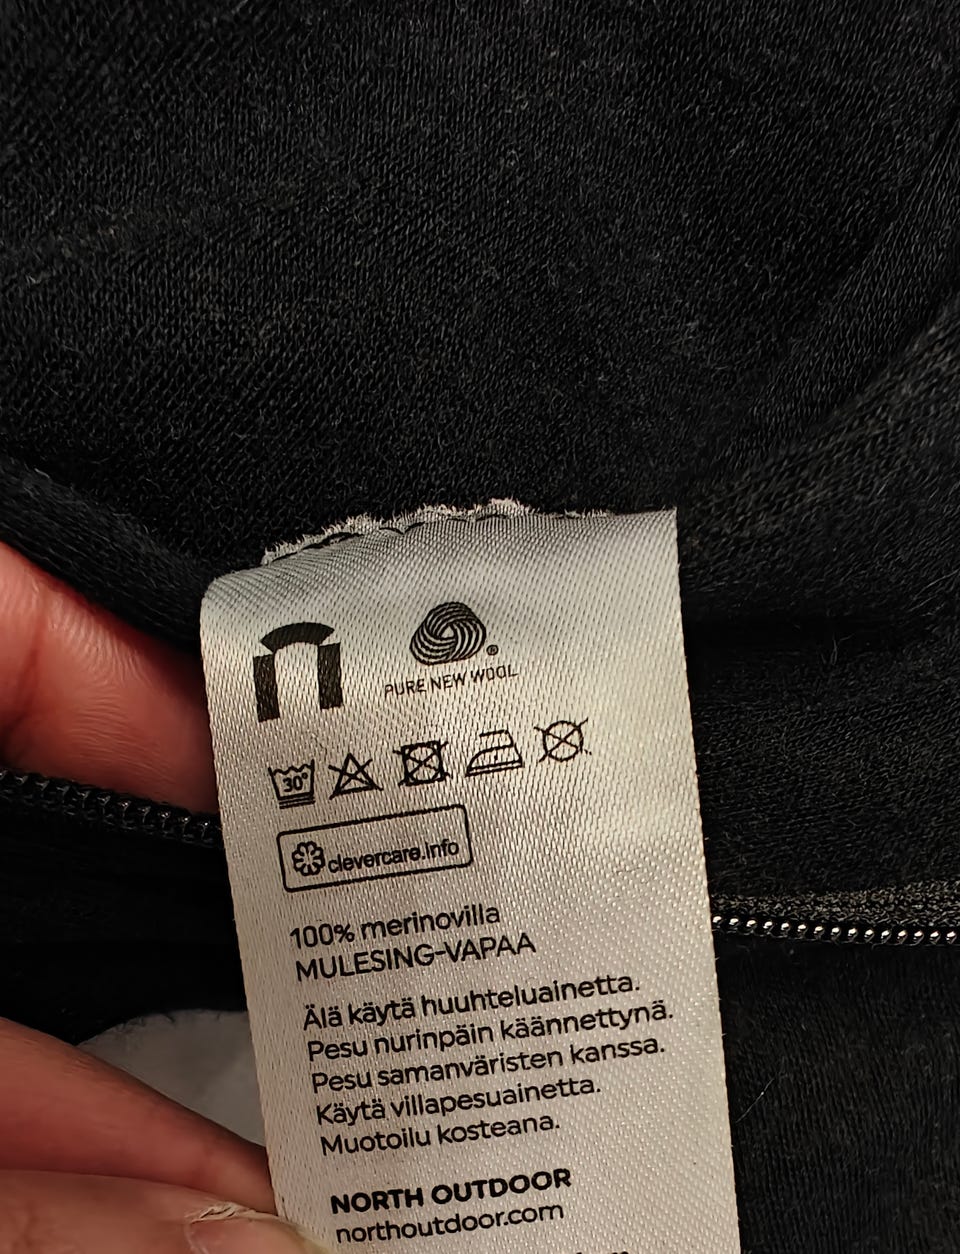 PURE NEW WOOL
30°
clevercare.info
100% merinovilla
MULESING-VAPAA
Älä käytä huuhteluainetta.
Pesu nurinpäin käännettynä.
Pesu samanväristen kanssa.
Käytä villapesuainetta.
Muotoilu kosteana.
NORTH OUTDOOR
northoutdoor.com